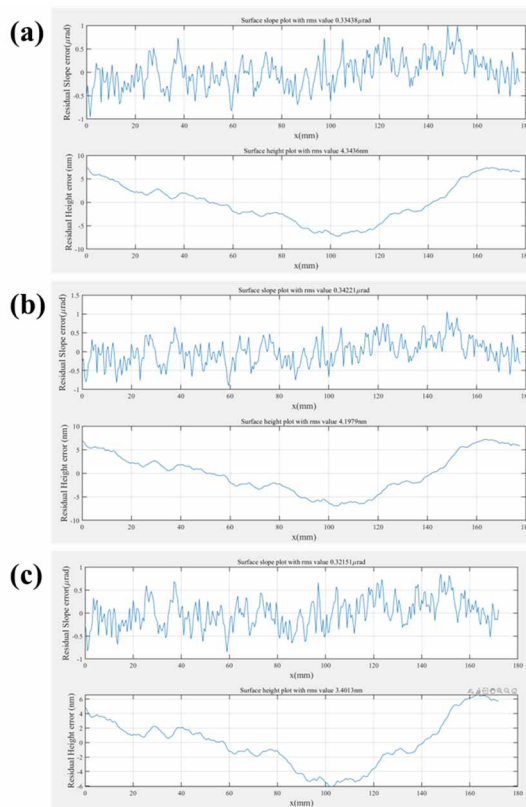 (a)
Surface slope plot with rms value 0.33438μrad
Residual Slope error(μrad)
1
0.5
0
-0.5
-1
0 20 40 60 80 100 120 140 160 180
x(mm)
Surface height plot with rms value 4.3436nm
Residual Height error (nm)
10
5
0
-5
-10
0 20 40 60 80 100 120 140 160 180
x(mm)
(b)
Surface slope plot with rms value 0.34221μrad
Residual Slope error(μrad)
1.5
1
0.5
0
-0.5
-1
0 20 40 60 80 100 120 140 160 180
x(mm)
Surface height plot with rms value 4.1979nm
Residual Height error (nm)
10
5
0
-5
-10
0 20 40 60 80 100 120 140 160 180
x(mm)
(c)
Surface slope plot with rms value 0.32151μrad
Residual Slope error(μrad)
1
0.5
0
-0.5
-1
0 20 40 60 80 100 120 140 160 180
x(mm)
Surface height plot with rms value 3.4013nm
Residual Height error (nm)
6
4
2
0
-2
-4
-6
0 20 40 60 80 100 120 140 160 180
x(mm)